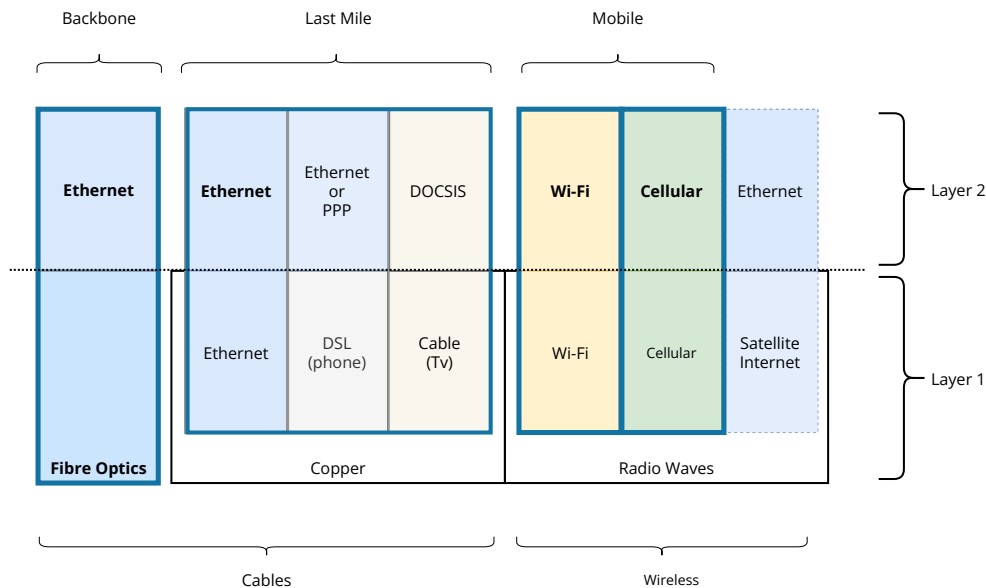 Backbone
Last Mile
Mobile
Ethernet
Ethernet
Ethernet
or
PPP
DOCSIS
Wi-Fi
Cellular
Ethernet
Layer 2
Ethernet
DSL
(phone)
Cable
(Tv)
Wi-Fi
Cellular
Satellite
Internet
Layer 1
Fibre Optics
Copper
Radio Waves
Cables
Wireless